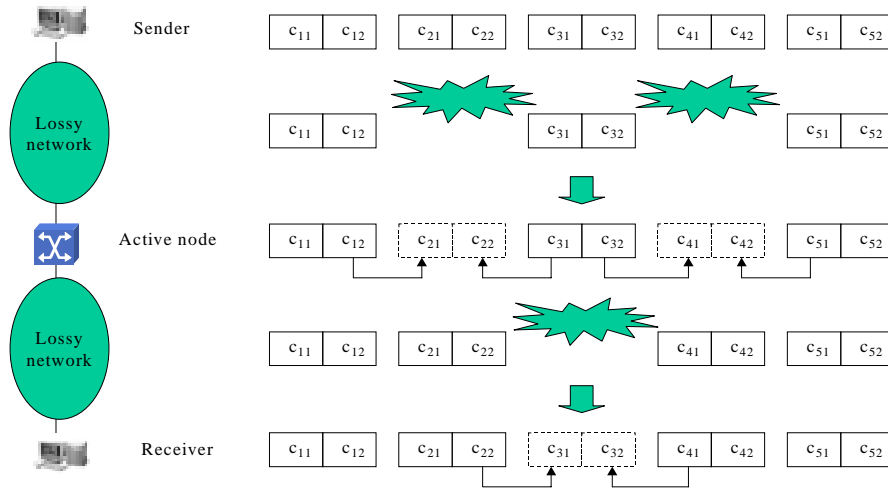 Sender c11 c12 c21 c22 c31 c32 c41 c42 c51 c52
Lossy
network
c11 c12 c31 c32 c51 c52
Active node c11 c12 c21 c22 c31 c32 c41 c42 c51 c52
Lossy
network
c11 c12 c21 c22 c41 c42 c51 c52
Receiver c11 c12 c21 c22 c31 c32 c41 c42 c51 c52